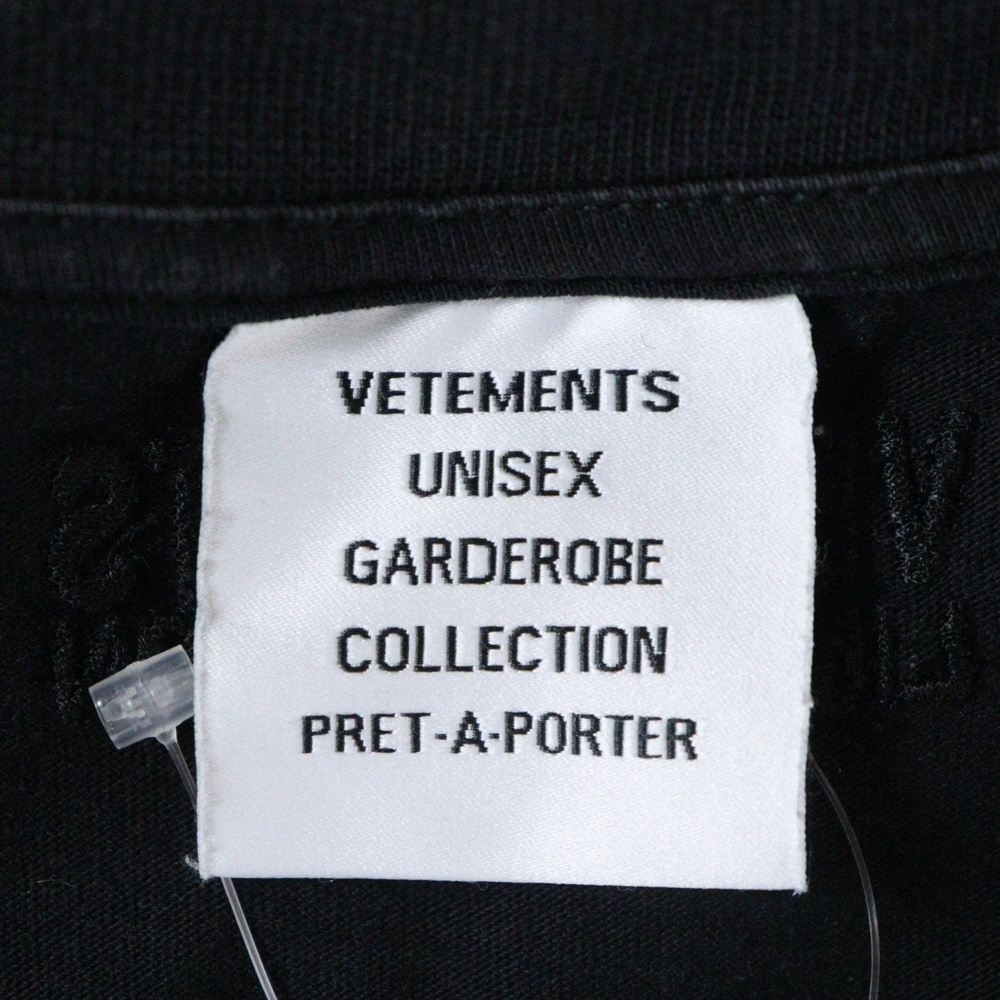 VETEMENTS
UNISEX
GARDEROBE
COLLECTION
PRET-A-PORTER